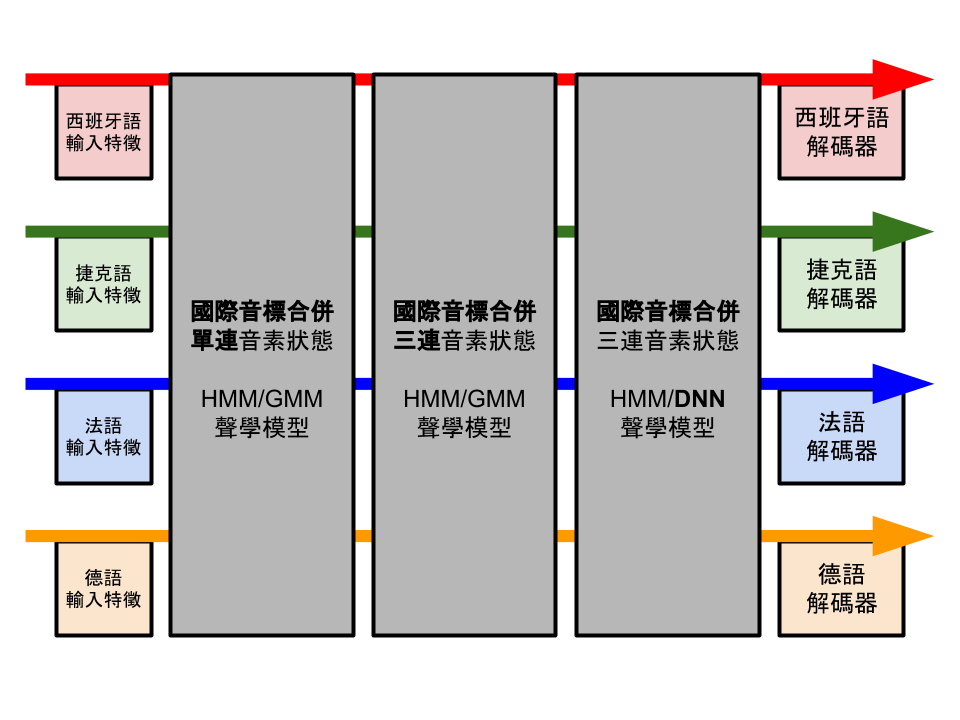 西班牙語
輸入特徵
西班牙語
解碼器
捷克語
輸入特徵
捷克語
解碼器
國際音標合併
單連音素狀態
HMM/GMM
聲學模型
國際音標合併
三連音素狀態
HMM/GMM
聲學模型
國際音標合併
三連音素狀態
HMM/DNN
聲學模型
法語
輸入特徵
法語
解碼器
德語
輸入特徵
德語
解碼器